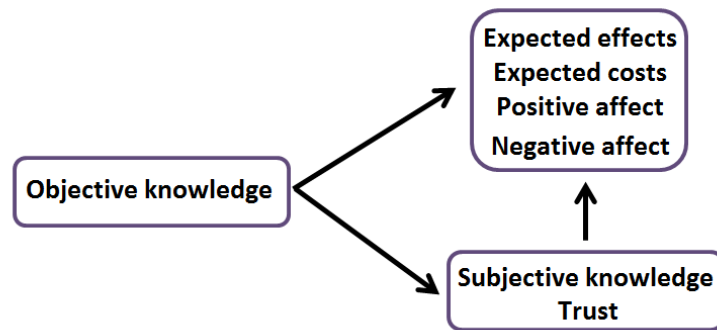 Expected effects
Expected costs
Positive affect
Negative affect
Objective knowledge
Subjective knowledge
Trust